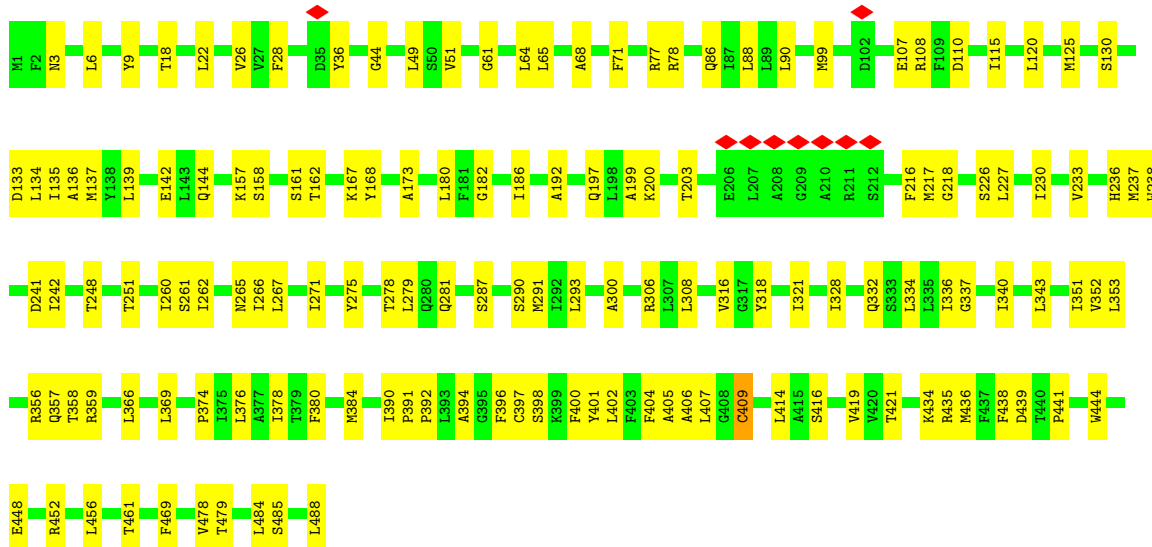 M1 F2 N3 L6 Y9 T18 L22 V26 V27 F28 D35 Y36 G44 L49 S50 V51 G61 L64 L65 A68 F71 R77 R78 Q86 I87 L88 L89 L90 M99 D102 E107 R108 F109 D110 I115 L120 M125 S130
D133 L134 I135 A136 M137 Y138 L139 E142 L143 Q144 K157 S158 S161 T162 K167 Y168 A173 L180 F181 G182 I186 A192 Q197 L198 A199 K200 T203 E206 L207 A208 G209 A210 R211 S212 F216 M217 G218 S226 L227 I230 V233 H236 M237 W238
D241 I242 T248 T251 I260 S261 I262 N265 I266 L267 I271 Y275 T278 L279 Q280 Q281 S287 S290 M291 I292 L293 A300 R306 L307 L308 V316 G317 Y318 I321 I328 Q332 S333 L334 L335 I336 G337 I340 L343 I351 V352 L353
R356 Q357 T358 R359 L366 L369 P374 I375 L376 A377 I378 T379 F380 M384 I390 P391 P392 L393 A394 G395 F396 C397 S398 K399 F400 Y401 L402 F403 F404 A405 A406 L407 G408 C409 L414 A415 S416 V419 V420 T421 K434 R435 M436 F437 F438 D439 T440 P441 W444
E448 R452 L456 T461 F469 V478 T479 L484 S485 L488